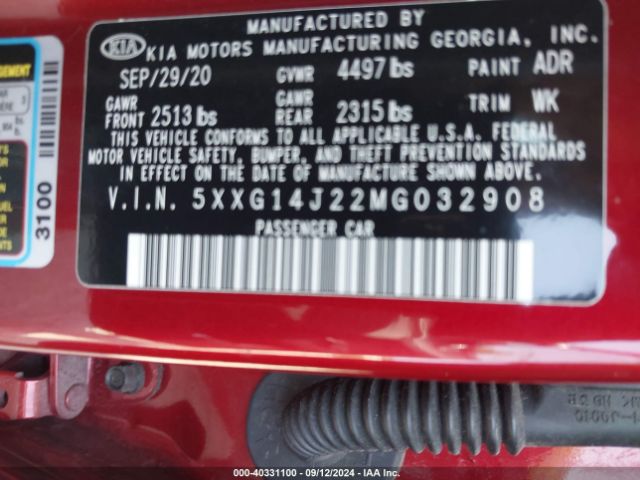 MANUFACTURED BY
KIA KIA MOTORS MANUFACTURING GEORGIA, INC.
SEP/29/20 GVWR 4497 lbs PAINT ADR
GAWR FRONT 2513 lbs GAWR REAR 2315 lbs TRIM WK
THIS VEHICLE CONFORMS TO ALL APPLICABLE U.S.A. FEDERAL
MOTOR VEHICLE SAFETY, BUMPER, AND THEFT PREVENTION STANDARDS
IN EFFECT ON THE DATE OF MANUFACTURE SHOWN ABOVE.
V.I.N. 5XXG14J22MG032908
PASSENGER CAR
3100
000-40331100 - 09/12/2024 - IAA Inc.